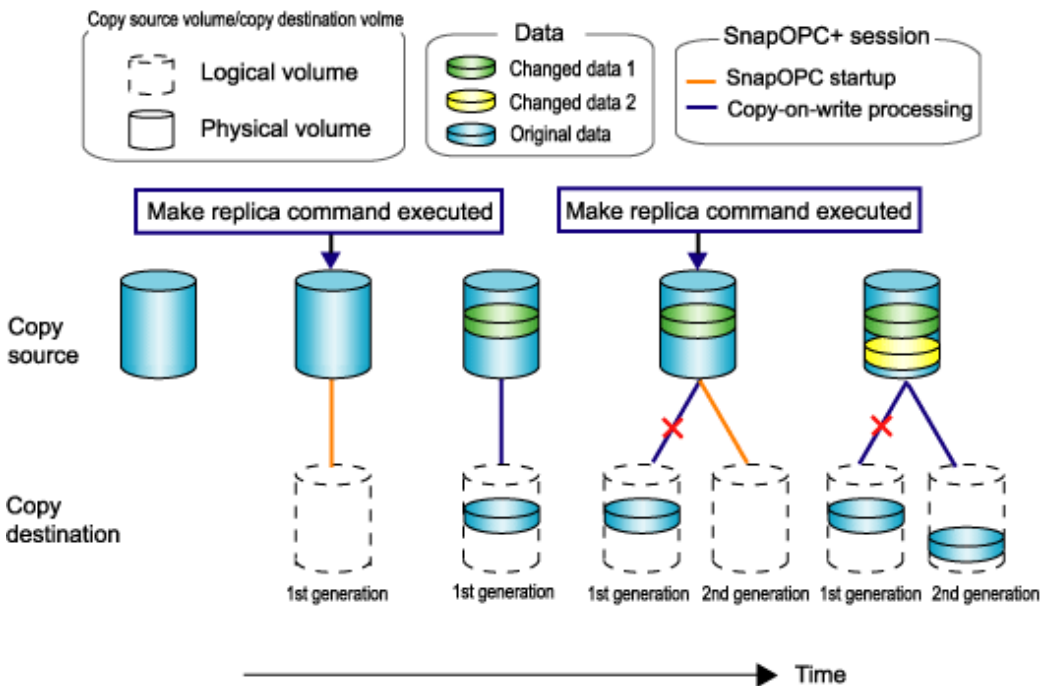 Copy source volume/copy destination volme
Logical volume
Physical volume
Data
Changed data 1
Changed data 2
Original data
SnapOPC+ session
SnapOPC startup
Copy-on-write processing
Make replica command executed
Make replica command executed
Copy
source
Copy
destination
1st generation
1st generation
1st generation
2nd generation
1st generation
2nd generation
Time